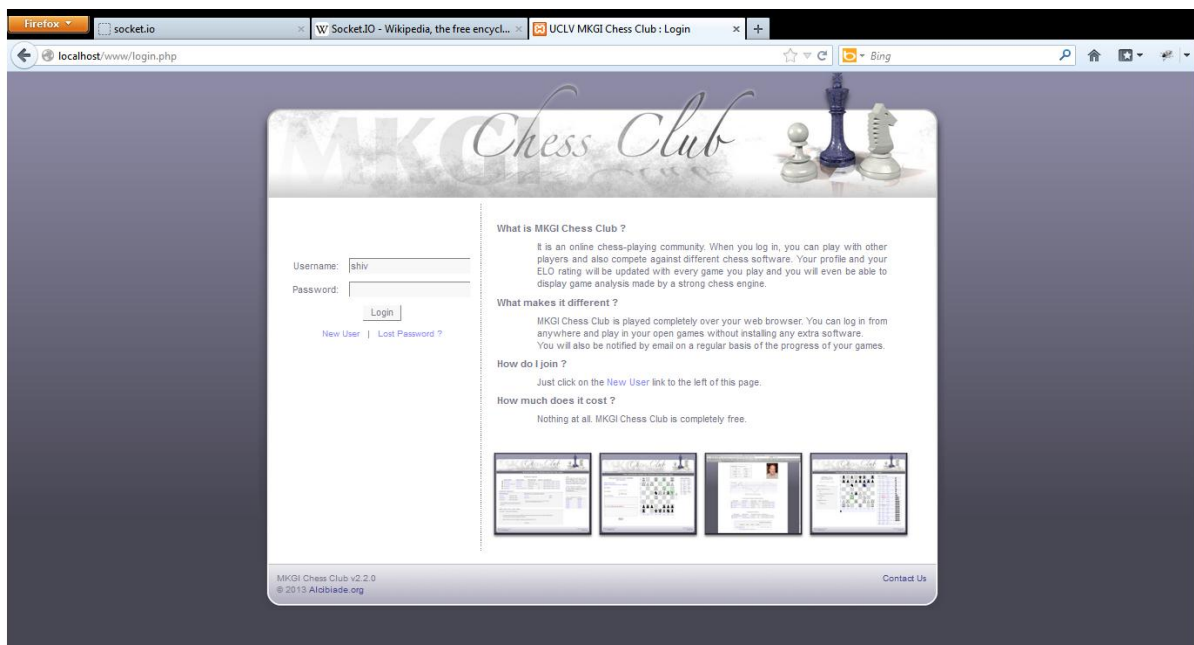 Firefox
socket.io
W Socket.IO - Wikipedia, the free encycl...
UCLV MKGI Chess Club : Login
localhost/www/login.php
Bing
MKGI Chess Club
Username: shiv
Password:
Login
New User | Lost Password ?
What is MKGI Chess Club ?
It is an online chess-playing community. When you log in, you can play with other
players and also compete against different chess software. Your profile and your
ELO rating will be updated with every game you play and you will even be able to
display game analysis made by a strong chess engine.
What makes it different ?
MKGI Chess Club is played completely over your web browser. You can log in from
anywhere and play in your open games without installing any extra software.
You will also be notified by email on a regular basis of the progress of your games.
How do I join ?
Just click on the New User link to the left of this page.
How much does it cost ?
Nothing at all. MKGI Chess Club is completely free.
MKGI Chess Club v2.2.0
© 2013 Alcibiade.org
Contact Us